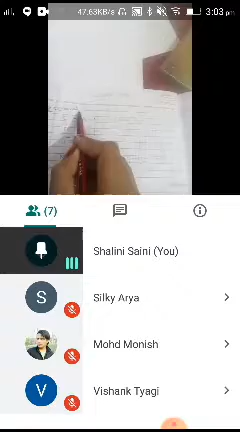 47.63KB/s 3:03 pm
(7)
Shalini Saini (You)
S Silky Arya
Mohd Monish
V Vishank Tyagi